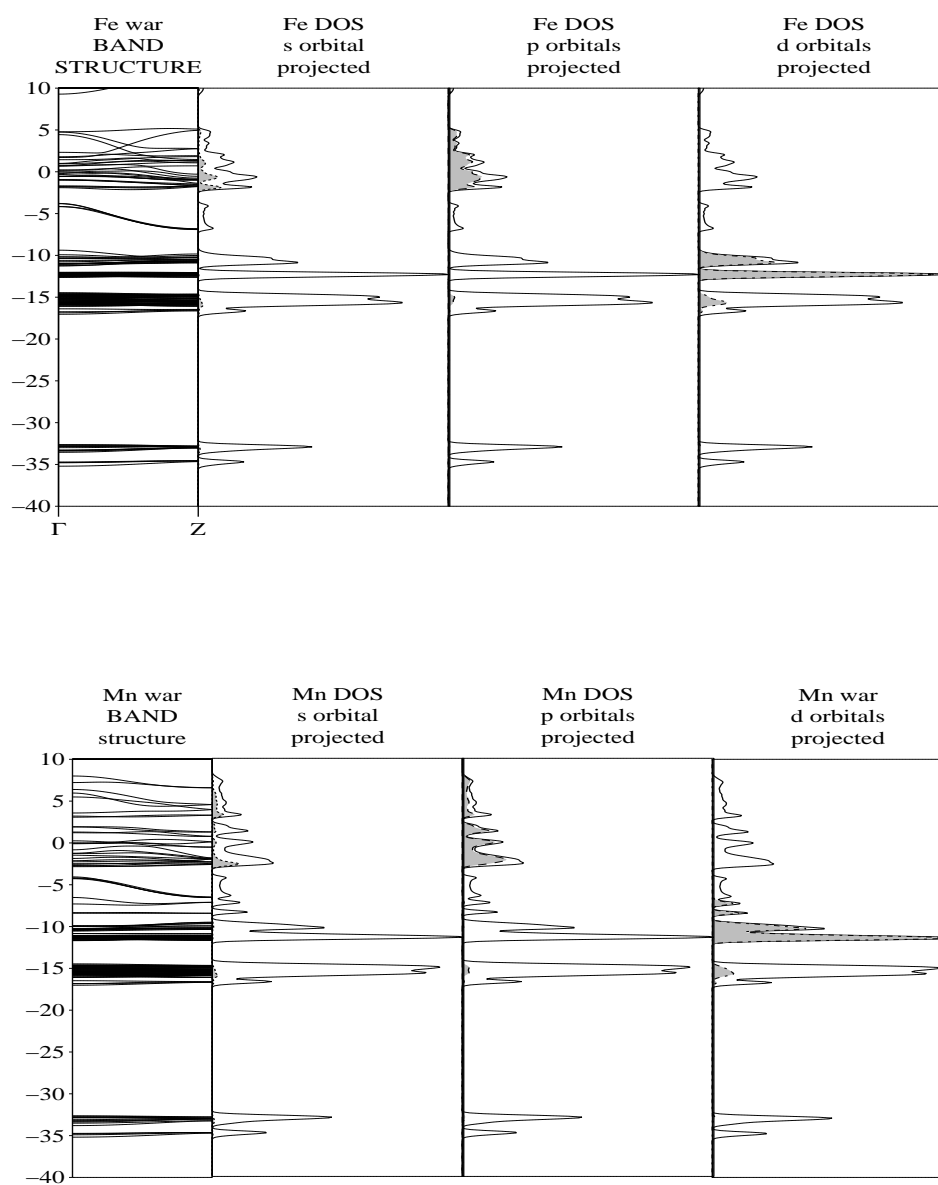 Fe war
BAND
STRUCTURE
Fe DOS
s orbital
projected
Fe DOS
p orbitals
projected
Fe DOS
d orbitals
projected
10
5
0
−5
−10
−15
−20
−25
−30
−35
−40
Γ Z
Mn war
BAND
structure
Mn DOS
s orbital
projected
Mn DOS
p orbitals
projected
Mn war
d orbitals
projected
10
5
0
−5
−10
−15
−20
−25
−30
−35
−40